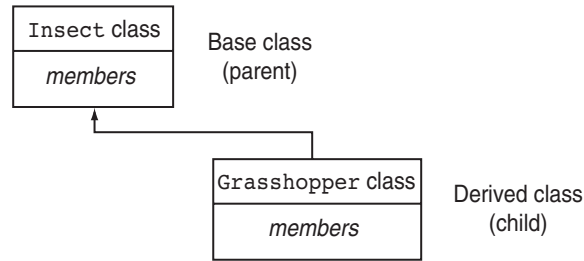 Insect class
members
Base class
(parent)
Grasshopper class
members
Derived class
(child)